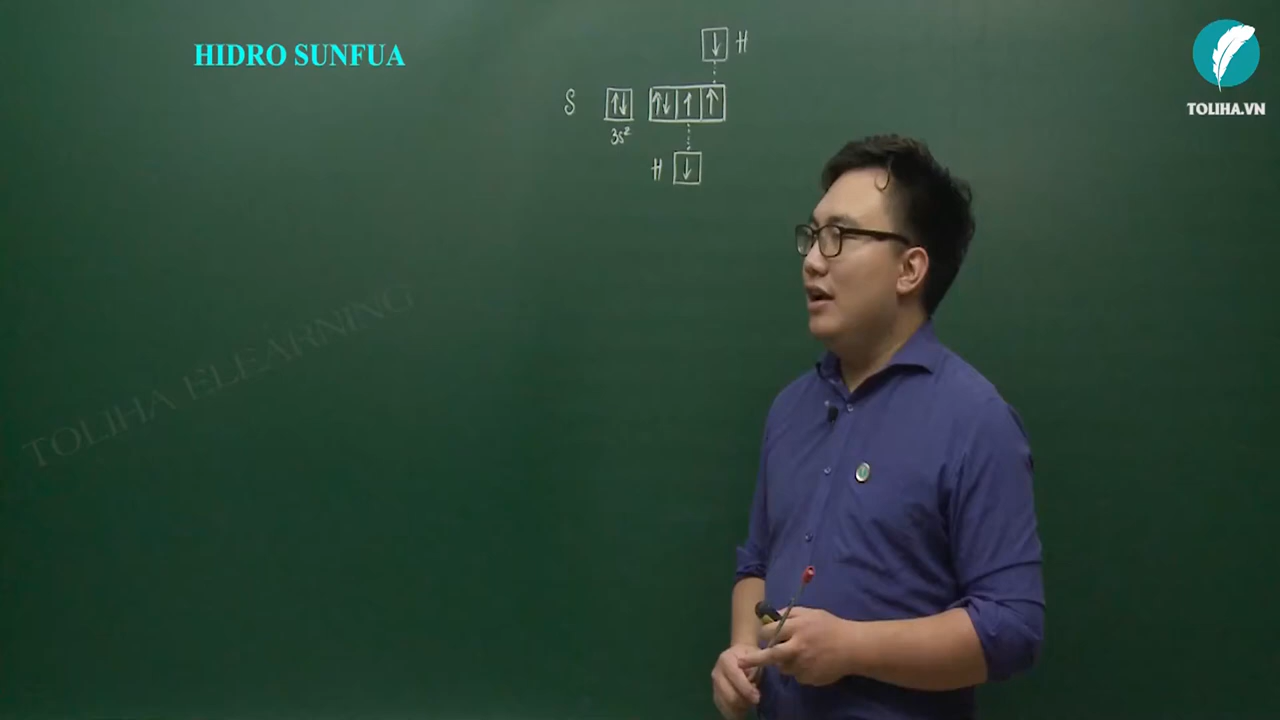 HIDRO SUNFUA
TOLIHA.VN
H
S
3s²
H
TOLIHA ELEARNING